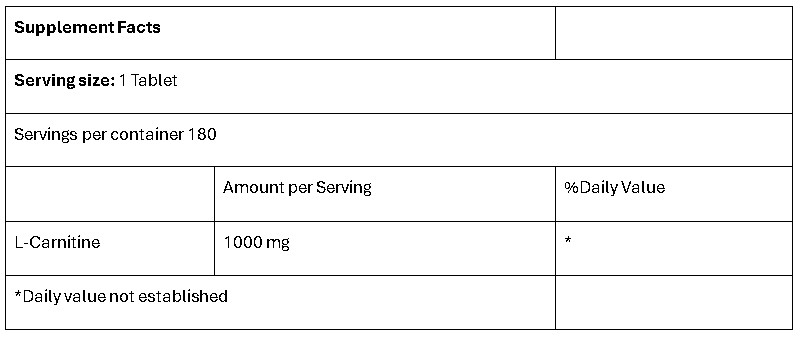 Supplement Facts
Serving size: 1 Tablet
Servings per container 180
Amount per Serving %Daily Value
L-Carnitine 1000 mg *
*Daily value not established